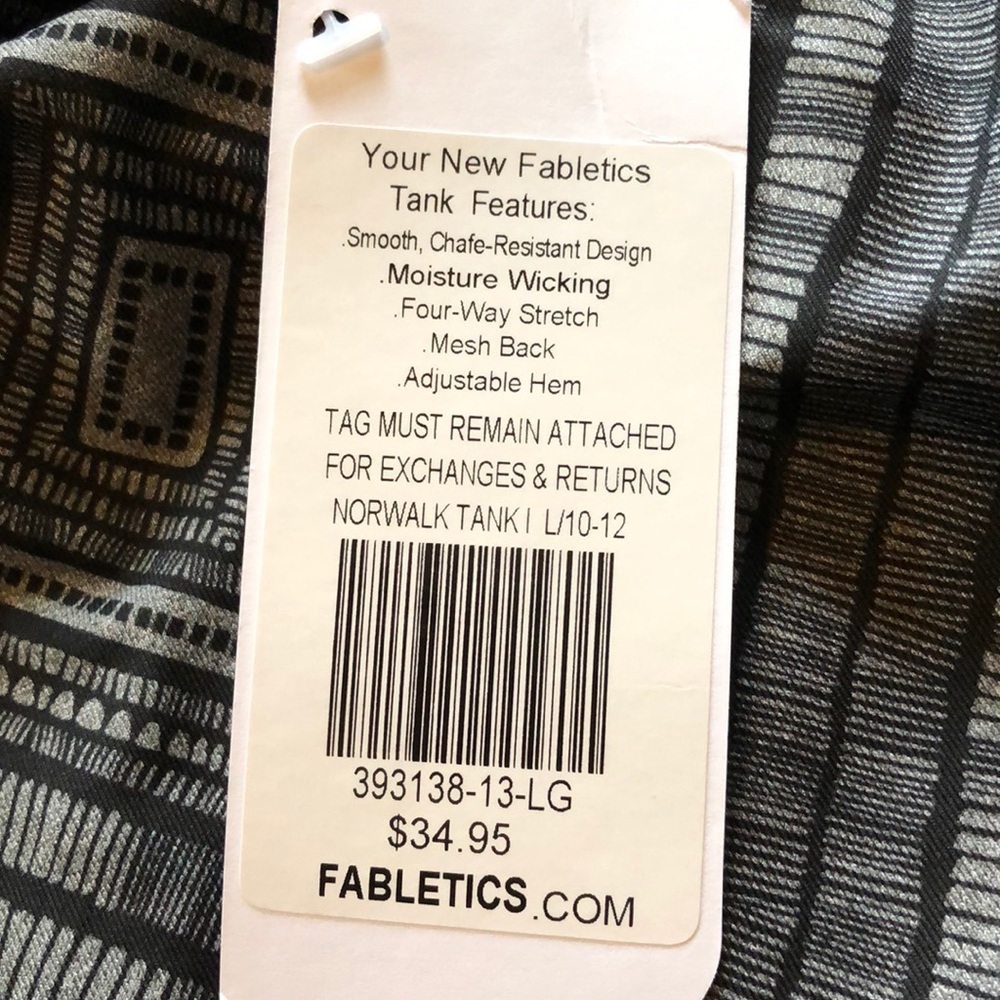 Your New Fabletics
Tank Features:
.Smooth, Chafe-Resistant Design
.Moisture Wicking
.Four-Way Stretch
.Mesh Back
.Adjustable Hem
TAG MUST REMAIN ATTACHED
FOR EXCHANGES & RETURNS
NORWALK TANK I L/10-12
393138-13-LG
$34.95
FABLETICS.COM